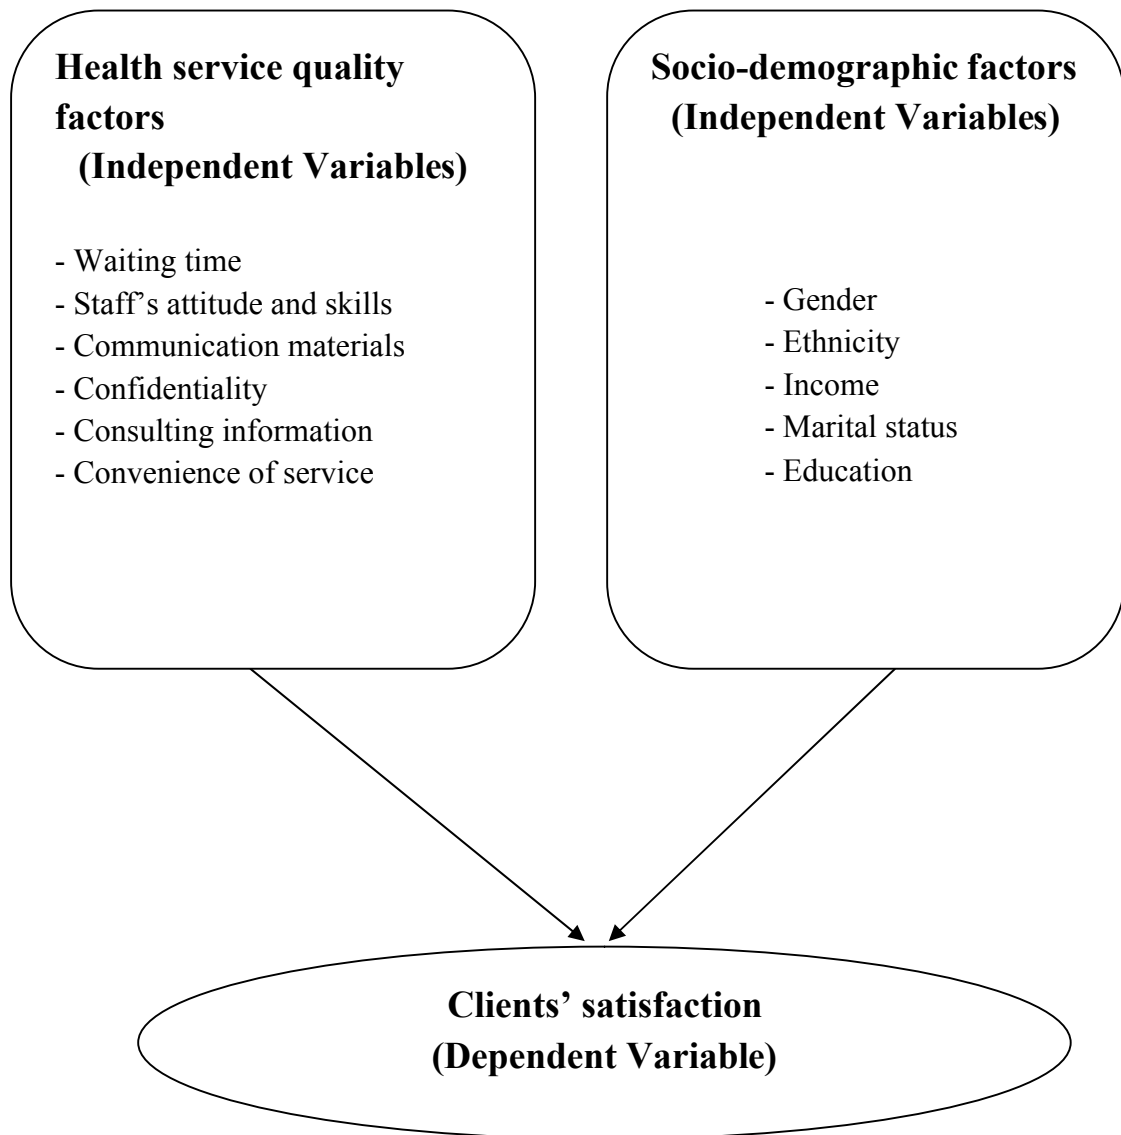 Health service quality
factors
(Independent Variables)
- Waiting time
- Staff’s attitude and skills
- Communication materials
- Confidentiality
- Consulting information
- Convenience of service
Socio-demographic factors
(Independent Variables)
- Gender
- Ethnicity
- Income
- Marital status
- Education
Clients’ satisfaction
(Dependent Variable)